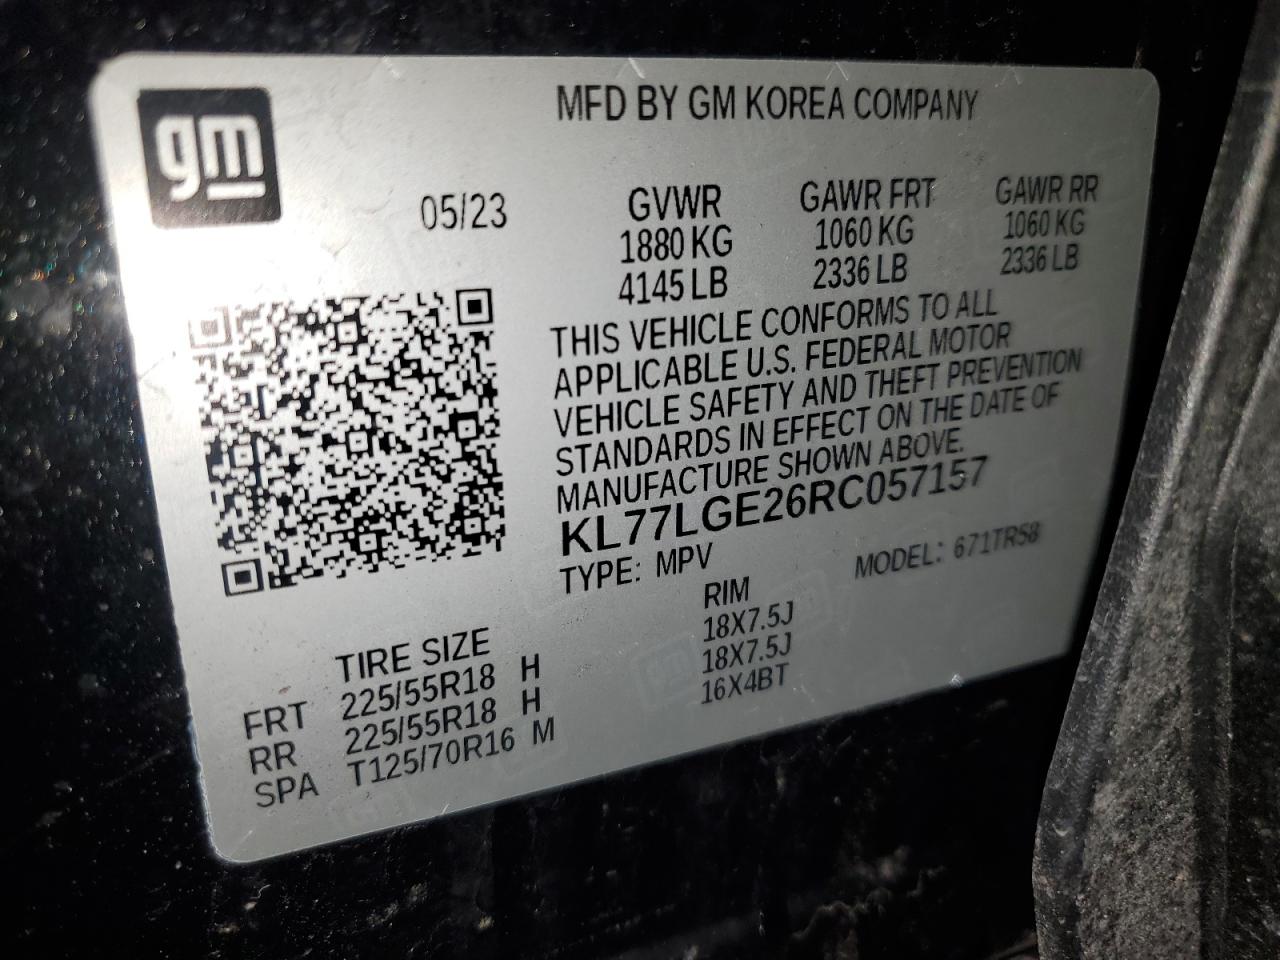 gm
MFD BY GM KOREA COMPANY
05/23
GVWR GAWR FRT GAWR RR
1880 KG 1060 KG 1060 KG
4145 LB 2336 LB 2336 LB
THIS VEHICLE CONFORMS TO ALL
APPLICABLE U.S. FEDERAL MOTOR
VEHICLE SAFETY AND THEFT PREVENTION
STANDARDS IN EFFECT ON THE DATE OF
MANUFACTURE SHOWN ABOVE.
KL77LGE26RC057157
TYPE: MPV MODEL: 671TR58
TIRE SIZE RIM
FRT 225/55R18 H 18X7.5J
RR 225/55R18 H 18X7.5J
SPA T125/70R16 M 16X4BT